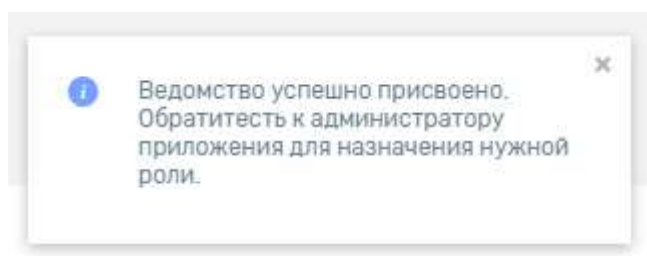 Ведомство успешно присвоено.
Обратитесть к администратору
приложения для назначения нужной
роли.